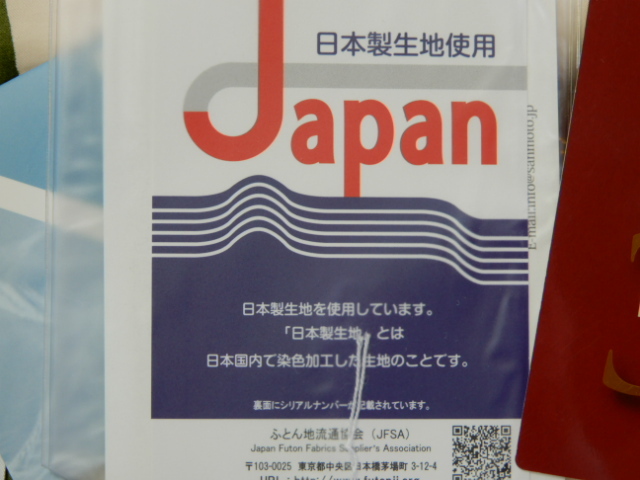 日本製生地使用
Japan
E-mail:info@sanmoto.jp
日本製生地を使用しています。
「日本製生地」とは
日本国内で染色加工した生地のことです。
裏面にシリアルナンバーが記載されています。
ふとん地流通協会（JFSA）
Japan Futon Fabrics Supplier's Association
〒103-0025 東京都中央区日本橋茅場町 3-12-4